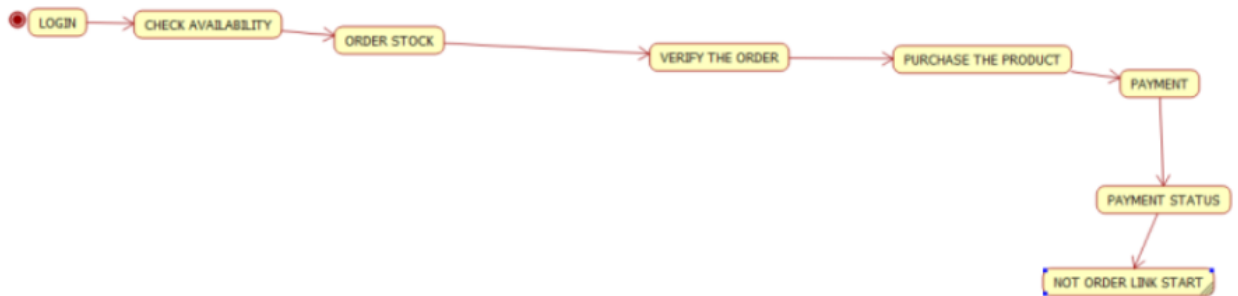 LOGIN
CHECK AVAILABILITY
ORDER STOCK
VERIFY THE ORDER
PURCHASE THE PRODUCT
PAYMENT
PAYMENT STATUS
NOT ORDER LINK START